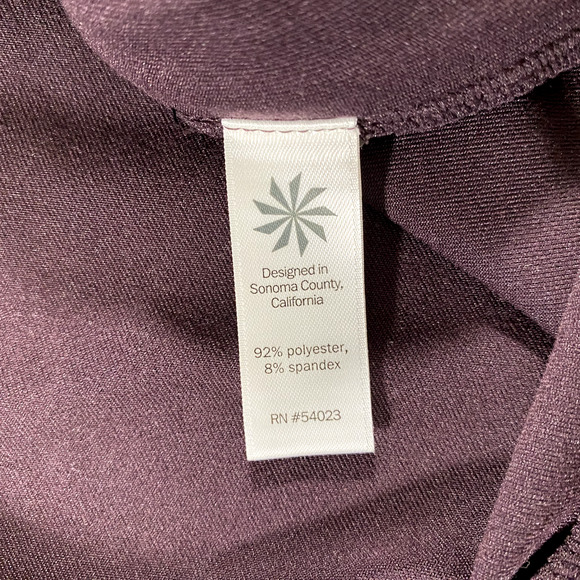 Designed in
Sonoma County,
California
92% polyester,
8% spandex
RN #54023